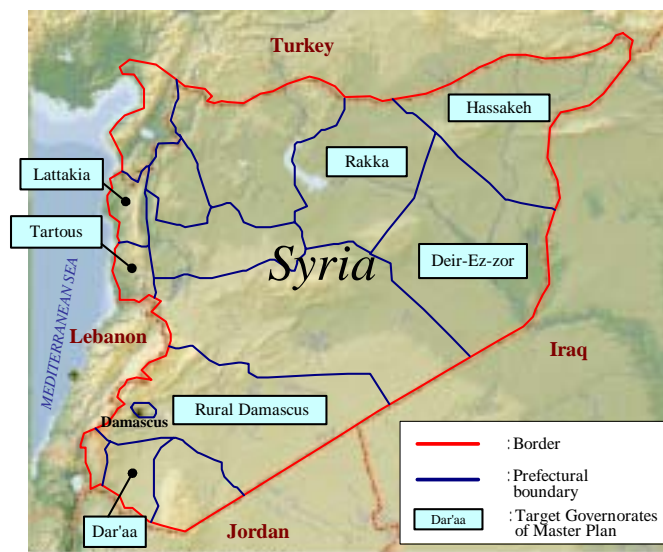 Turkey
Hassakeh
Rakka
Lattakia
Tartous
Syria
Deir-Ez-zor
MEDITERRANEAN SEA
Lebanon
Iraq
Rural Damascus
Damascus
Dar'aa
Jordan
: Border
: Prefectural
boundary
Dar'aa
: Target Governorates
of Master Plan